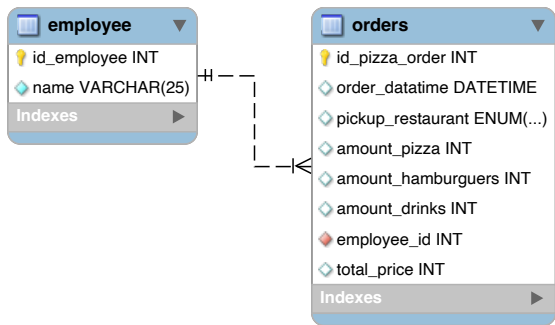 employee
id_employee INT
name VARCHAR(25)
Indexes
orders
id_pizza_order INT
order_datatime DATETIME
pickup_restaurant ENUM(...)
amount_pizza INT
amount_hamburguers INT
amount_drinks INT
employee_id INT
total_price INT
Indexes